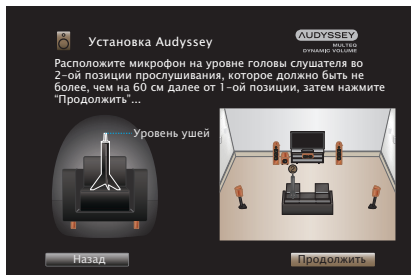 AUDYSSEY
MULTEQ
DYNAMIC VOLUME
Установка Audyssey
Расположите микрофон на уровне головы слушателя во
2-ой позиции прослушивания, которое должно быть не
более, чем на 60 см далее от 1-ой позиции, затем нажмите
"Продолжить"...
Уровень ушей
Назад
Продолжить